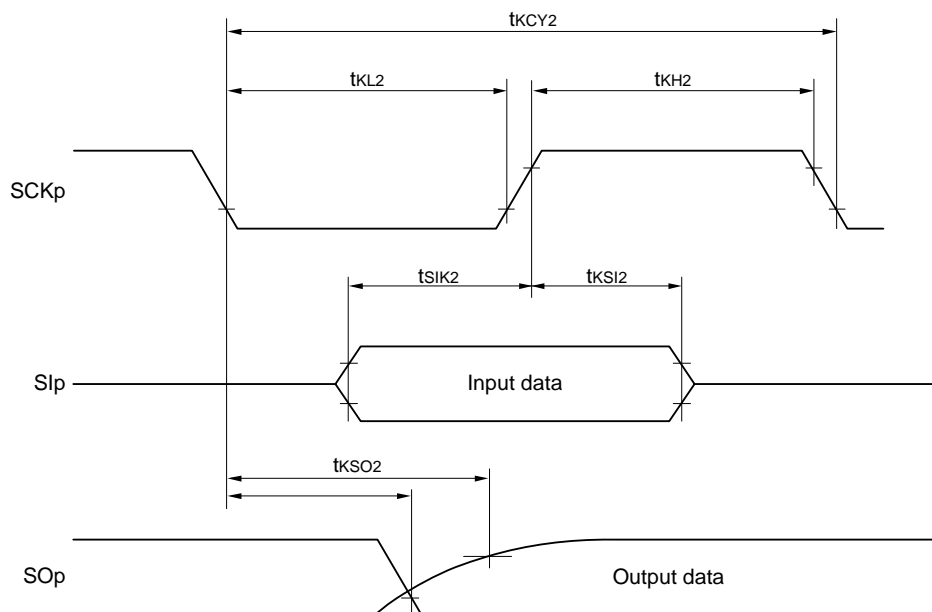 tKCY2
tKL2
tKH2
SCKp
tSIK2
tKSI2
SIp
Input data
tKSO2
SOp
Output data